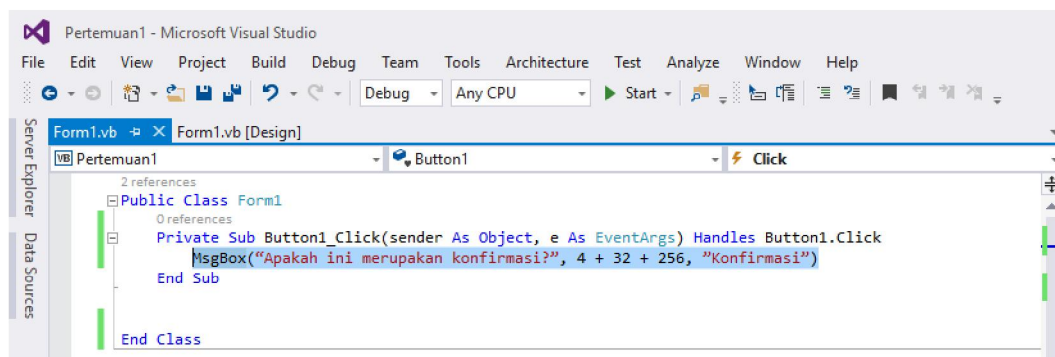 Pertemuan1 - Microsoft Visual Studio
File Edit View Project Build Debug Team Tools Architecture Test Analyze Window Help
Debug Any CPU Start
Server Explorer
Data Sources
Form1.vb Form1.vb [Design]
VB Pertemuan1 Button1 Click
2 references
Public Class Form1
0 references
Private Sub Button1_Click(sender As Object, e As EventArgs) Handles Button1.Click
MsgBox(“Apakah ini merupakan konfirmasi?”, 4 + 32 + 256, ”Konfirmasi”)
End Sub
End Class